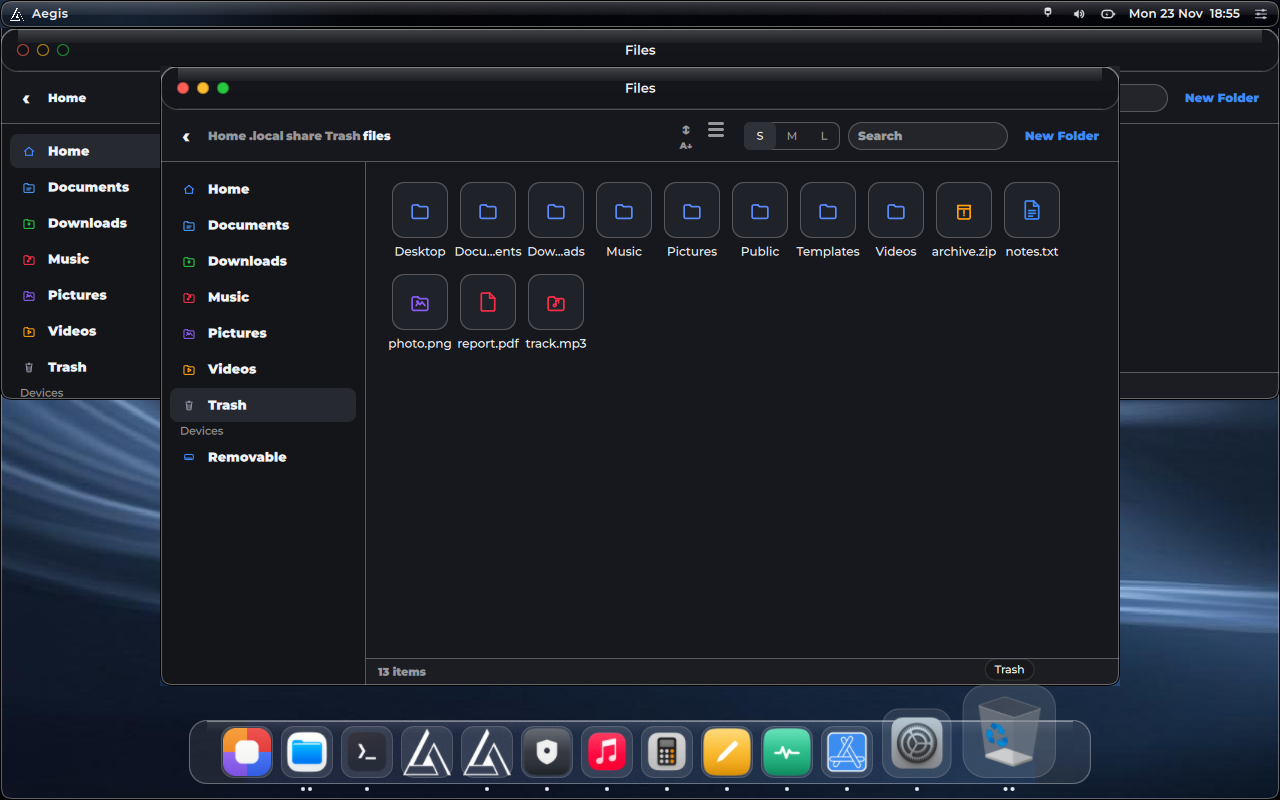 Aegis
Mon 23 Nov 18:55
Files
Home
New Folder
Home
Documents
Downloads
Music
Pictures
Videos
Trash
Devices
Files
Home .local share Trash files
A+
S M L
Search
New Folder
Home
Documents
Downloads
Music
Pictures
Videos
Trash
Devices
Removable
Desktop Docu...ents Dow...ads Music Pictures Public Templates Videos archive.zip notes.txt
photo.png report.pdf track.mp3
13 items
Trash